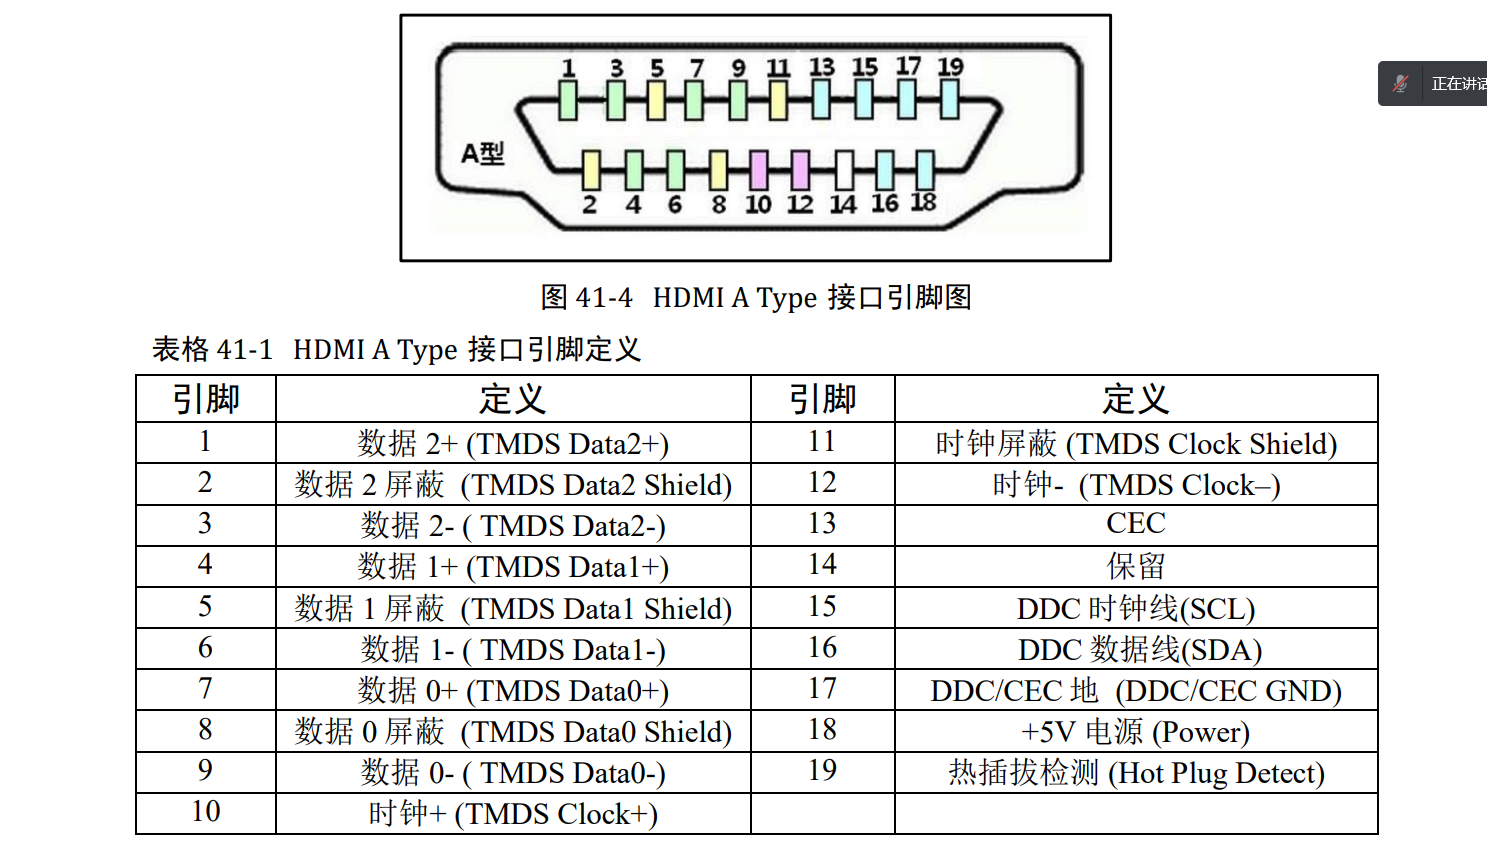 1 3 5 7 9 11 13 15 17 19
正在讲话
A型
2 4 6 8 10 12 14 16 18
图 41-4 HDMI A Type 接口引脚图
表格 41-1 HDMI A Type 接口引脚定义
引脚 定义 引脚 定义
1 数据 2+ (TMDS Data2+) 11 时钟屏蔽 (TMDS Clock Shield)
2 数据 2 屏蔽 (TMDS Data2 Shield) 12 时钟- (TMDS Clock–)
3 数据 2- ( TMDS Data2-) 13 CEC
4 数据 1+ (TMDS Data1+) 14 保留
5 数据 1 屏蔽 (TMDS Data1 Shield) 15 DDC 时钟线(SCL)
6 数据 1- ( TMDS Data1-) 16 DDC 数据线(SDA)
7 数据 0+ (TMDS Data0+) 17 DDC/CEC 地 (DDC/CEC GND)
8 数据 0 屏蔽 (TMDS Data0 Shield) 18 +5V 电源 (Power)
9 数据 0- ( TMDS Data0-) 19 热插拔检测 (Hot Plug Detect)
10 时钟+ (TMDS Clock+)